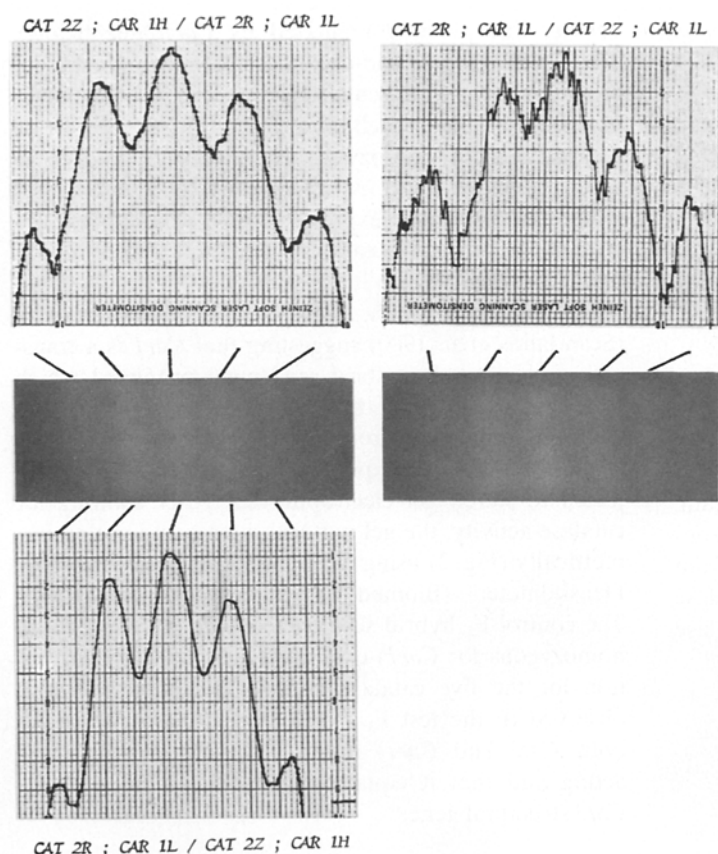 CAT 2Z ; CAR 1H / CAT 2R ; CAR 1L
CAT 2R ; CAR 1L / CAT 2Z ; CAR 1L
ZEINEH SOFT LASER SCANNING DENSITOMETER
ZEINEH SOFT LASER SCANNING DENSITOMETER
CAT 2R ; CAR 1L / CAT 2Z ; CAR 1H